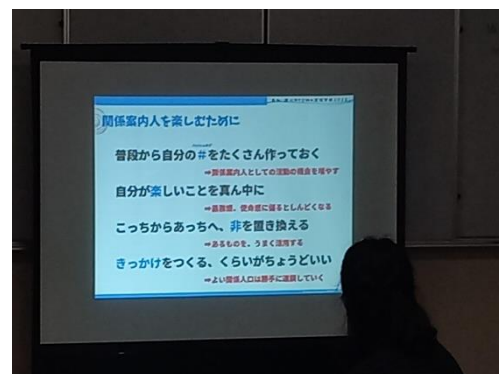 関係案内人を楽しむために
普段から自分の#をたくさん作っておく
⇒関係案内人としての活動の機会を増やす
自分が楽しいことを真ん中に
⇒義務感、使命感に寄るとしんどくなる
こっちからあっちへ、非を置き換える
⇒あるものを、うまく活用する
きっかけをつくる、くらいがちょうどいい
⇒よい関係人口は勝手に進展していく